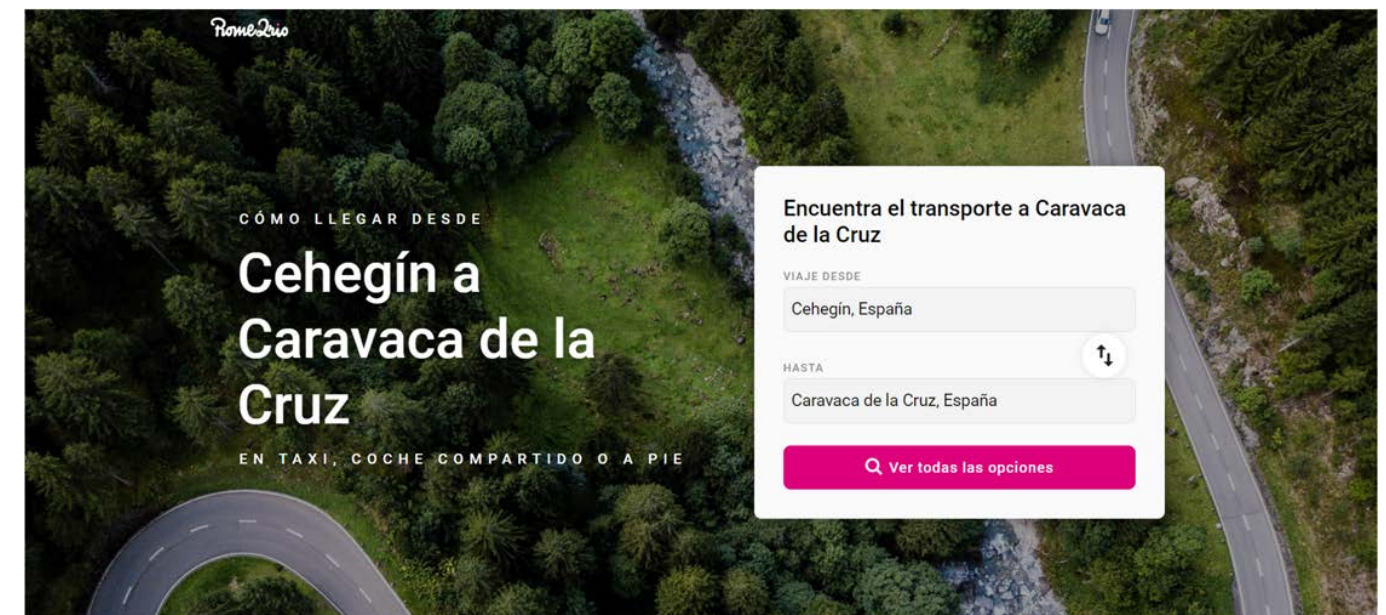 Rome2rio
CÓMO LLEGAR DESDE
Cehegín a
Caravaca de la
Cruz
EN TAXI, COCHE COMPARTIDO O A PIE
Encuentra el transporte a Caravaca
de la Cruz
VIAJE DESDE
Cehegín, España
HASTA
Caravaca de la Cruz, España
Ver todas las opciones